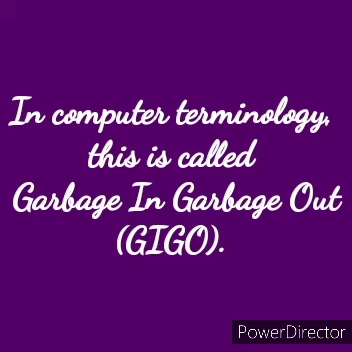 In computer terminology,
this is called
Garbage In Garbage Out
(GIGO).
PowerDirector